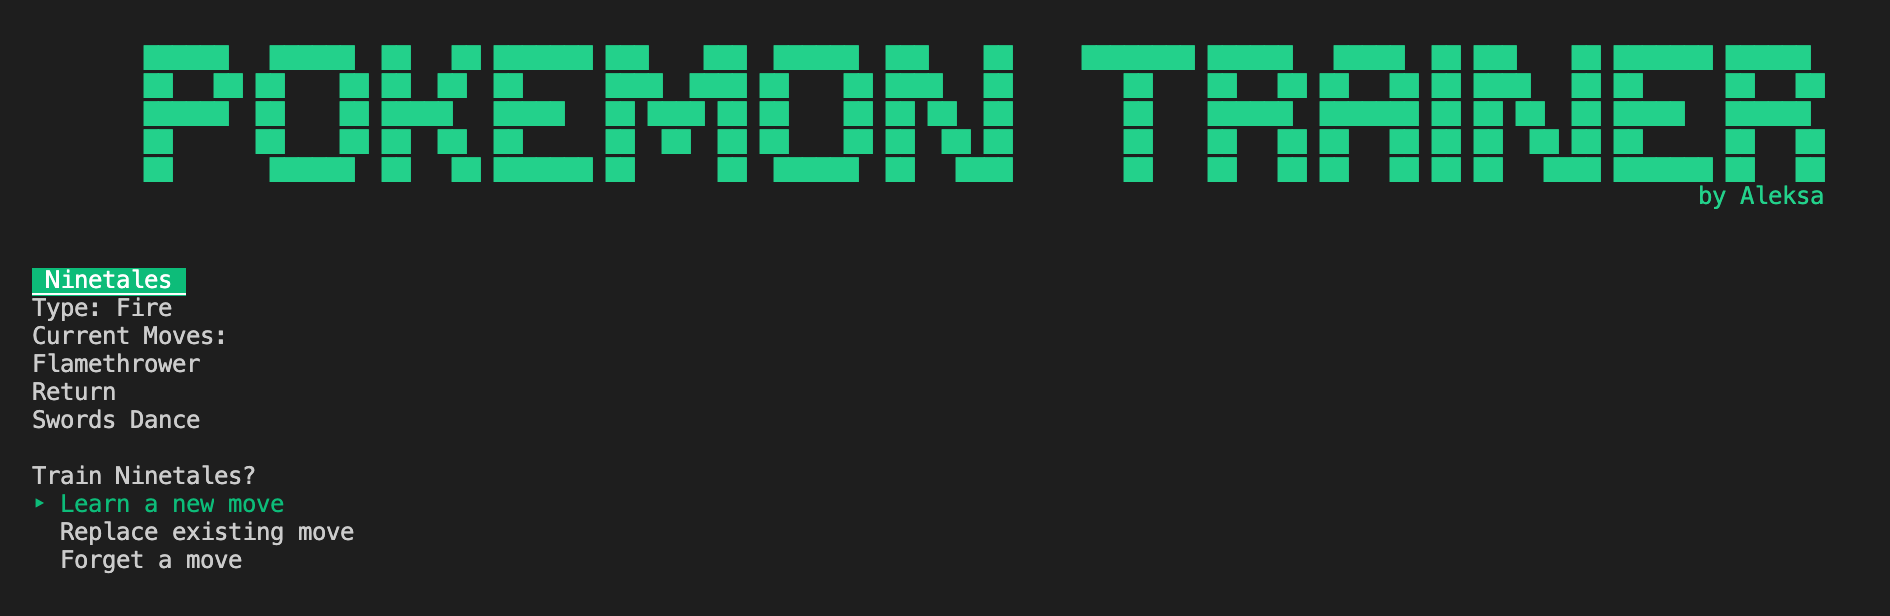 POKEMON TRAINER
by Aleksa
Ninetales
Type: Fire
Current Moves:
Flamethrower
Return
Swords Dance
Train Ninetales?
‣ Learn a new move
Replace existing move
Forget a move